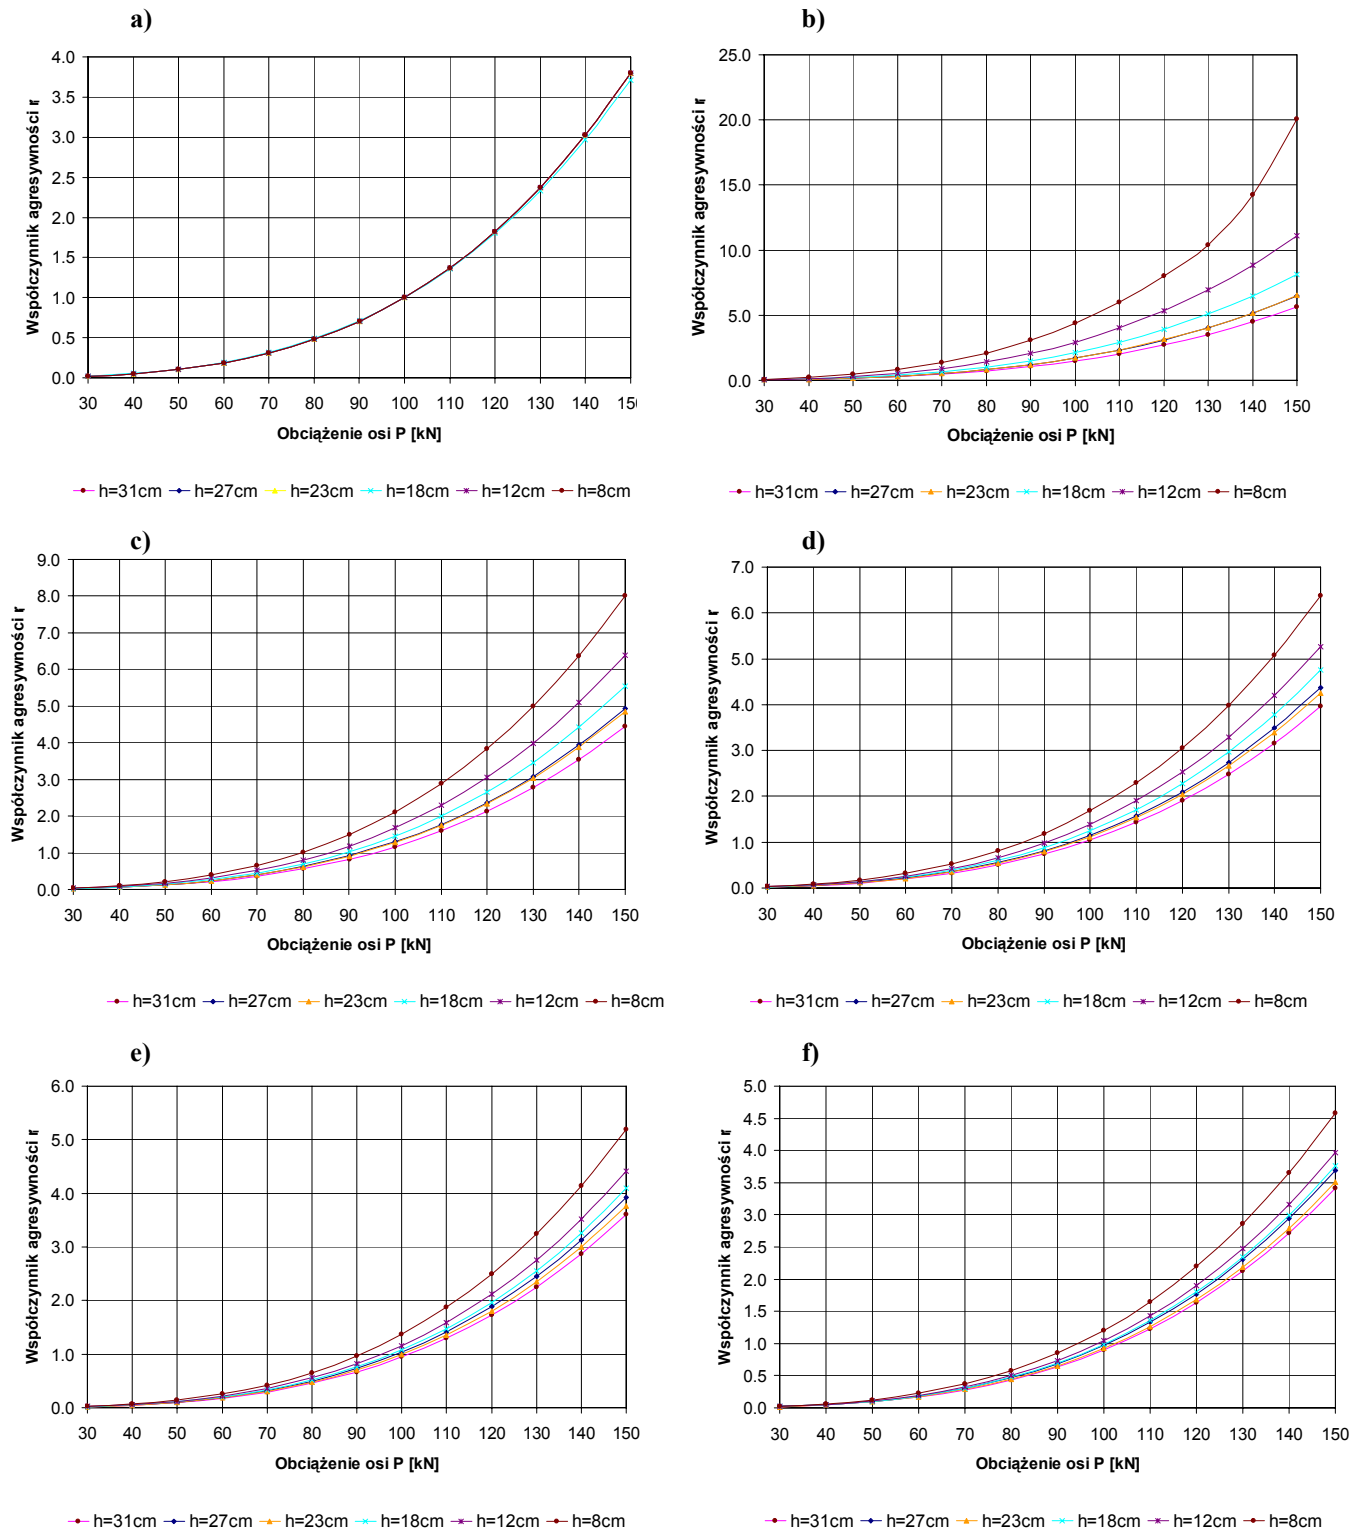 a)
4.0
3.5
3.0
2.5
2.0
1.5
1.0
0.5
0.0
Współczynnik agresywności r
30 40 50 60 70 80 90 100 110 120 130 140 150
Obciążenie osi P [kN]
h=31cm h=27cm h=23cm h=18cm h=12cm h=8cm
b)
25.0
20.0
15.0
10.0
5.0
0.0
Współczynnik agresywności r
30 40 50 60 70 80 90 100 110 120 130 140 150
Obciążenie osi P [kN]
h=31cm h=27cm h=23cm h=18cm h=12cm h=8cm
c)
9.0
8.0
7.0
6.0
5.0
4.0
3.0
2.0
1.0
0.0
Współczynnik agresywności r
30 40 50 60 70 80 90 100 110 120 130 140 150
Obciążenie osi P [kN]
h=31cm h=27cm h=23cm h=18cm h=12cm h=8cm
d)
7.0
6.0
5.0
4.0
3.0
2.0
1.0
0.0
Współczynnik agresywności r
30 40 50 60 70 80 90 100 110 120 130 140 150
Obciążenie osi P [kN]
h=31cm h=27cm h=23cm h=18cm h=12cm h=8cm
e)
6.0
5.0
4.0
3.0
2.0
1.0
0.0
Współczynnik agresywności r
30 40 50 60 70 80 90 100 110 120 130 140 150
Obciążenie osi P [kN]
h=31cm h=27cm h=23cm h=18cm h=12cm h=8cm
f)
5.0
4.5
4.0
3.5
3.0
2.5
2.0
1.5
1.0
0.5
0.0
Współczynnik agresywności r
30 40 50 60 70 80 90 100 110 120 130 140 150
Obciążenie osi P [kN]
h=31cm h=27cm h=23cm h=18cm h=12cm h=8cm